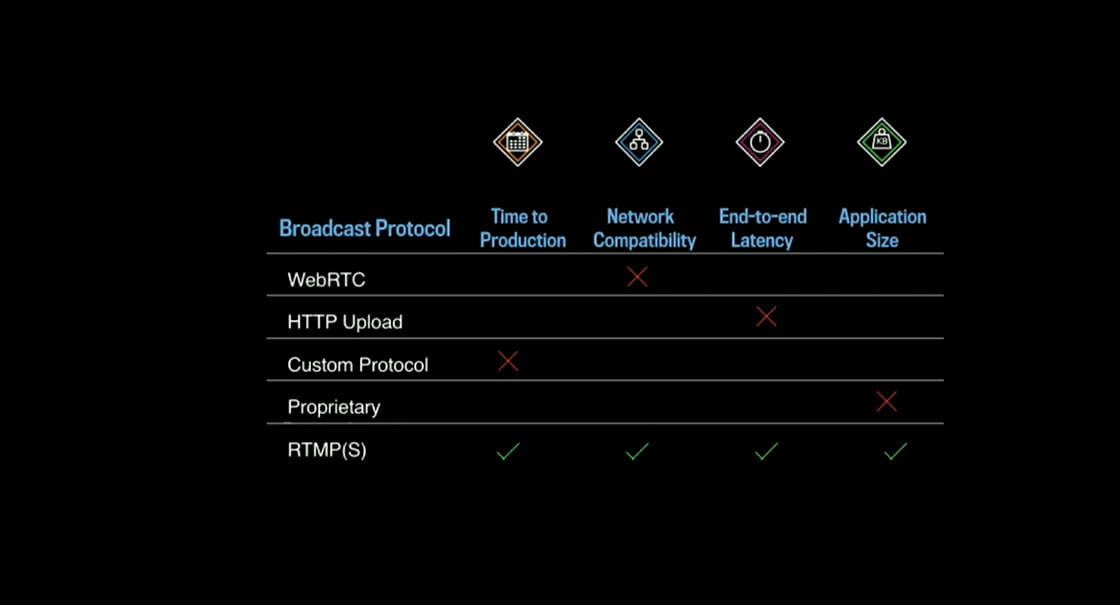 KB
Broadcast Protocol
Time to
Production
Network
Compatibility
End-to-end
Latency
Application
Size
WebRTC
HTTP Upload
Custom Protocol
Proprietary
RTMP(S)